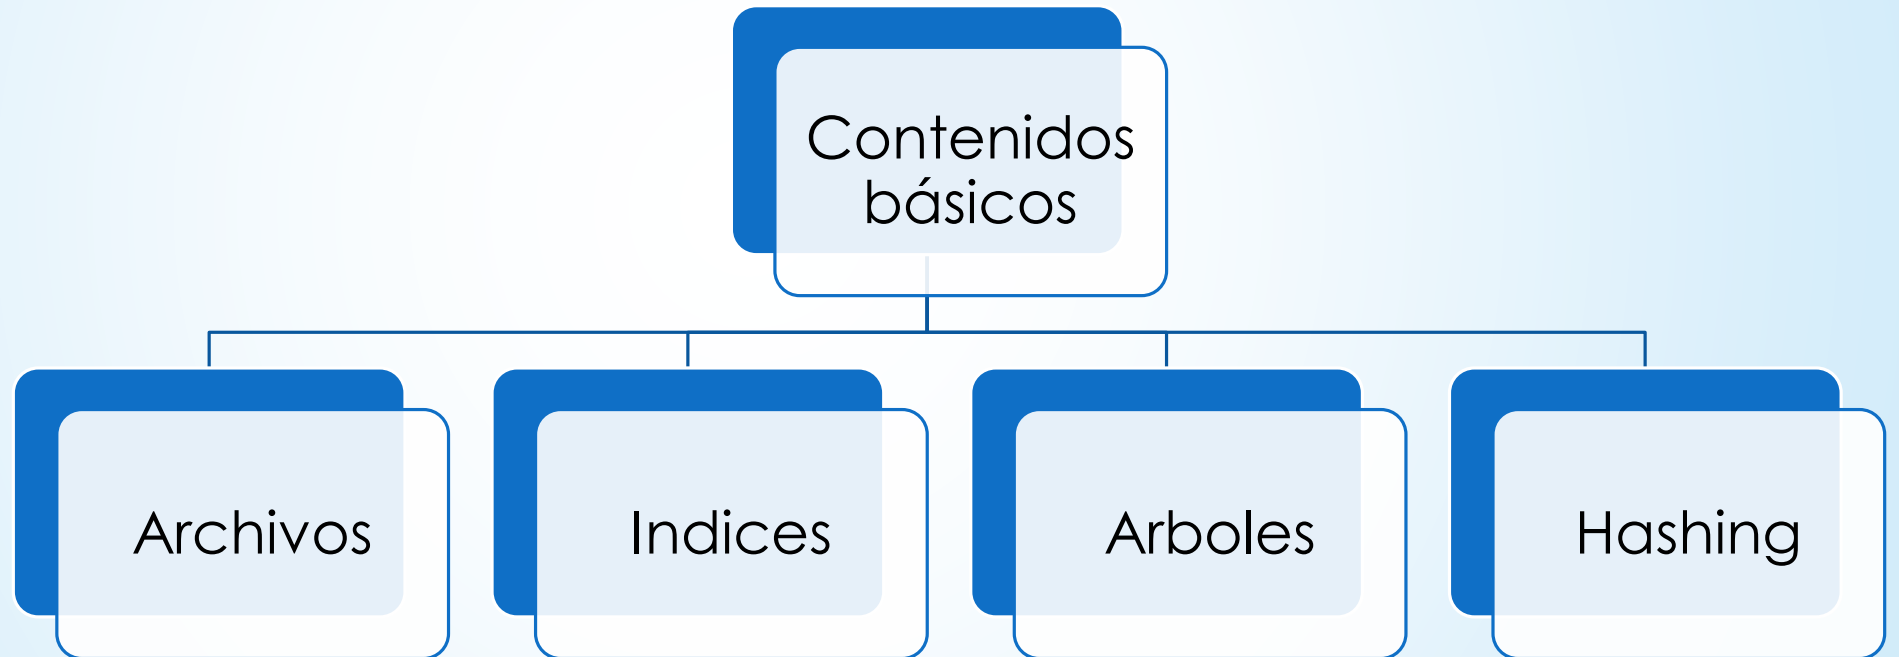 Contenidos
básicos
Archivos
Indices
Arboles
Hashing